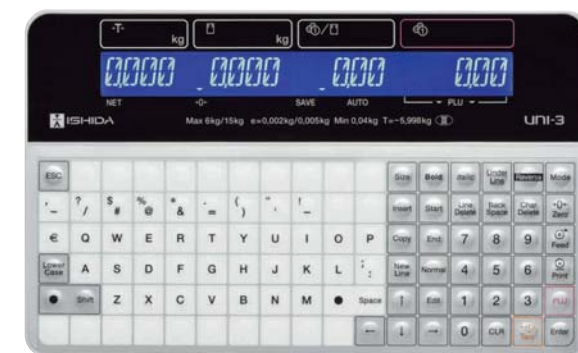 -T- kg kg
0,000 0,000 0,00 0,00
NET -0- SAVE AUTO PLU
ISHIDA Max 6kg/15kg e=0,002kg/0,005kg Min 0,04kg T=-5,998kg III UNI-3
ESC Size Bold Italic Under Line Reverse Mode
' _ ? / $ # % @ * & - = ( ) " . ! _ Insert Start Line Delete Back Space Char Delete -0- Zero
€ Q W E R T Y U I O P Copy End 7 8 9 Feed
Lower Case A S D F G H J K L : ; New Line Normal 4 5 6 Print
Shift Z X C V B N M Space ↑ Edit 1 2 3 PLU
← ↓ → 0 CLR Tare Enter